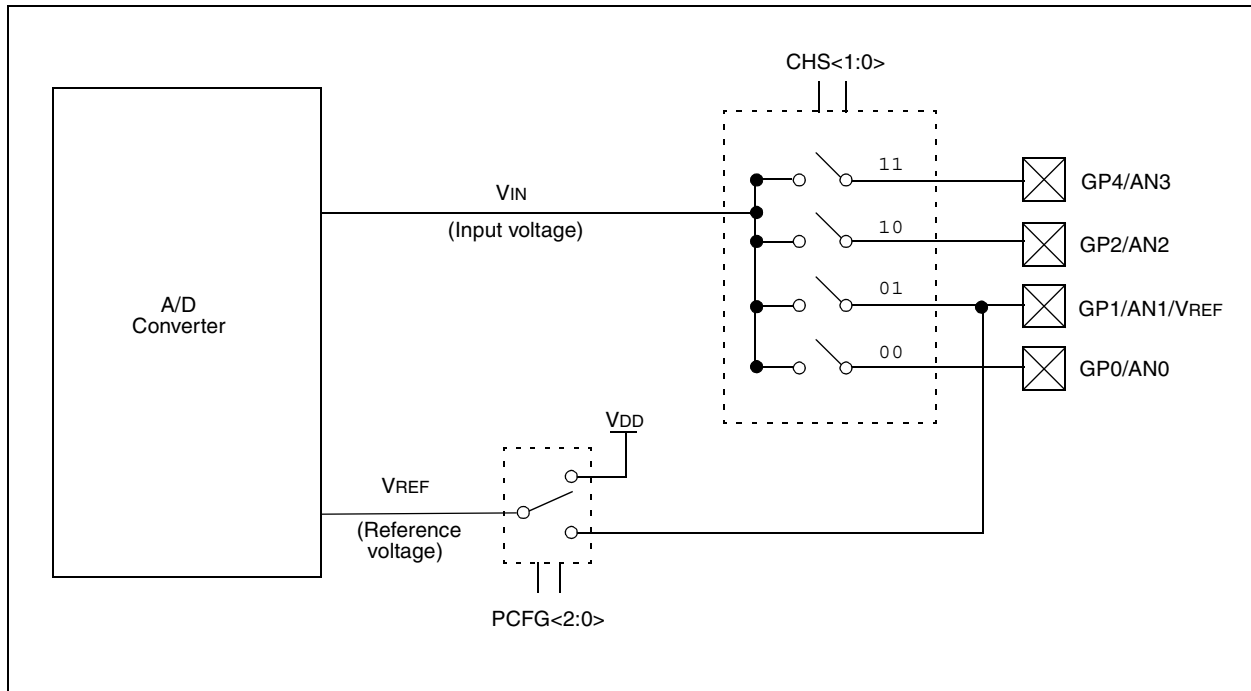 CHS<1:0>
11
GP4/AN3
VIN
(Input voltage)
10
GP2/AN2
A/D
Converter
01
GP1/AN1/VREF
00
GP0/AN0
VDD
VREF
(Reference
voltage)
PCFG<2:0>